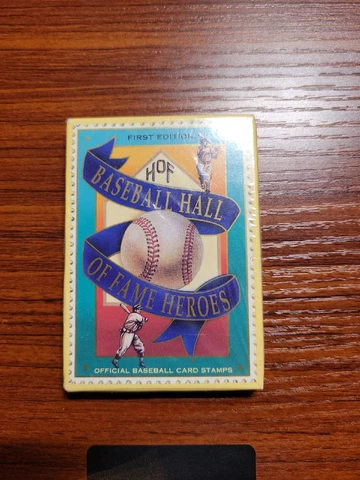 FIRST EDITION
HOF
BASEBALL HALL
OF FAME HEROES
OFFICIAL BASEBALL CARD STAMPS